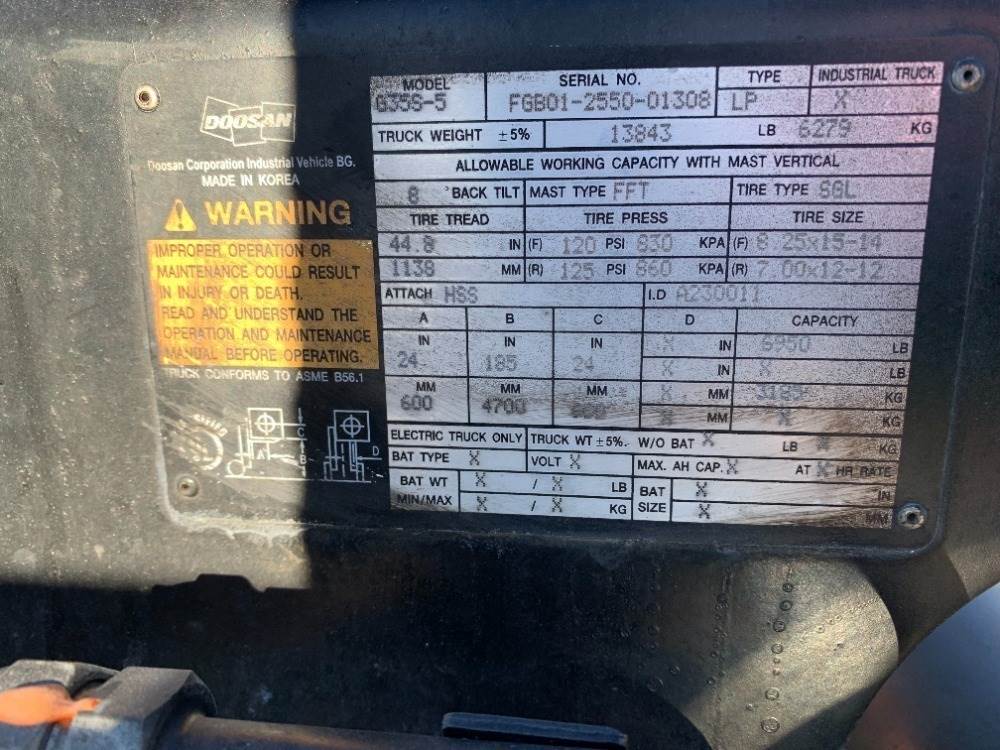 DOOSAN
Doosan Corporation Industrial Vehicle BG.
MADE IN KOREA
WARNING
IMPROPER OPERATION OR
MAINTENANCE COULD RESULT
IN INJURY OR DEATH.
READ AND UNDERSTAND THE
OPERATION AND MAINTENANCE
MANUAL BEFORE OPERATING.
TRUCK CONFORMS TO ASME B56.1
A C B D
MODEL SERIAL NO. TYPE INDUSTRIAL TRUCK
G35S-5 FGB01-2550-01308 LP X
TRUCK WEIGHT ±5% 13843 LB 6279 KG
ALLOWABLE WORKING CAPACITY WITH MAST VERTICAL
8 °BACK TILT MAST TYPE FFT TIRE TYPE SGL
TIRE TREAD TIRE PRESS TIRE SIZE
44.8 IN (F) 120 PSI 830 KPA (F) 8 25x15-14
1138 MM (R) 125 PSI 860 KPA (R) 7 00x12-12
ATTACH HSS I.D A230011
A B C D CAPACITY
IN IN IN X IN 6950 LB
24 185 24 X X LB
MM MM MM X MM 3185 KG
600 4700 600 X MM X KG
ELECTRIC TRUCK ONLY TRUCK WT ±5%. W/O BAT X LB X KG
BAT TYPE X VOLT X MAX. AH CAP. X AT X HR RATE
BAT WT X / X LB BAT X IN
MIN/MAX X / X KG SIZE X MM